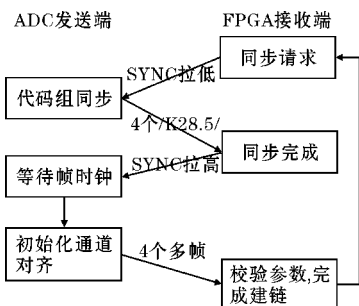 ADC发送端
FPGA接收端
同步请求
SYNC拉低
代码组同步
4个/K28.5/
同步完成
SYNC拉高
等待帧时钟
初始化通道
对齐
4个多帧
校验参数,完
成建链